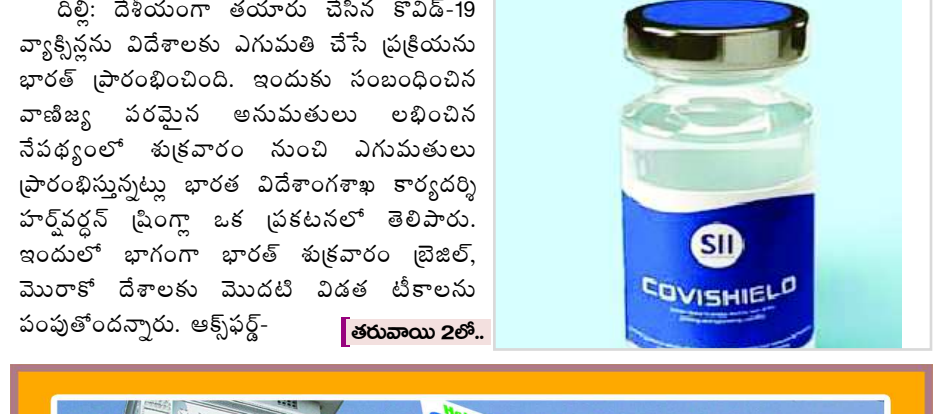 దిల్లీ: దేశీయంగా తయారు చేసిన కొవిడ్-19
వ్యాక్సిన్లను విదేశాలకు ఎగుమతి చేసే ప్రక్రియను
భారత్ ప్రారంభించింది. ఇందుకు సంబంధించిన
వాణిజ్య పరమైన అనుమతులు లభించిన
నేపథ్యంలో శుక్రవారం నుంచి ఎగుమతులు
ప్రారంభిస్తున్నట్లు భారత విదేశాంగశాఖ కార్యదర్శి
హర్ష్‌వర్ధన్ ష్రింగ్లా ఒక ప్రకటనలో తెలిపారు.
ఇందులో భాగంగా భారత్ శుక్రవారం బ్రెజిల్,
మొరాకో దేశాలకు మొదటి విడత టీకాలను
పంపుతోందన్నారు. ఆక్స్‌ఫర్డ్-
తరువాయి 2లో..
SII
COVISHIELD